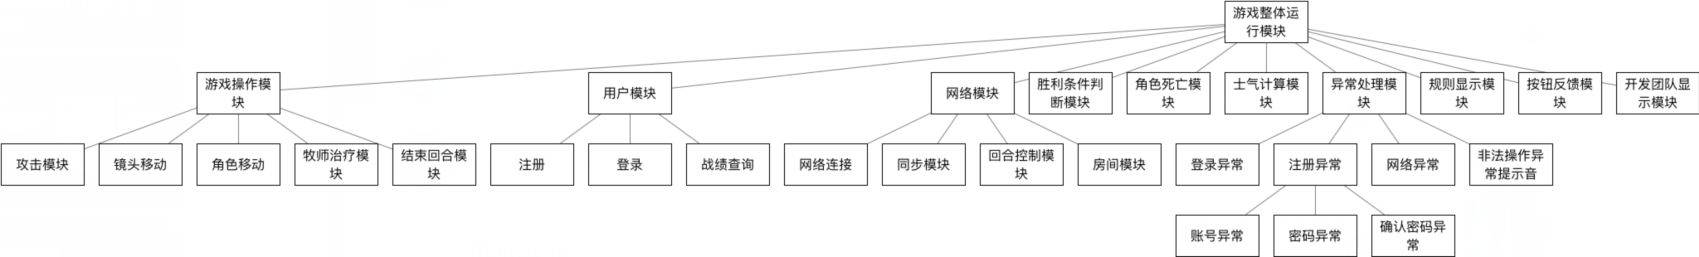 游戏整体运
行模块
游戏操作模
块
用户模块
网络模块
胜利条件判
断模块
角色死亡模
块
士气计算模
块
异常处理模
块
规则显示模
块
按钮反馈模
块
开发团队显
示模块
攻击模块
镜头移动
角色移动
牧师治疗模
块
结束回合模
块
注册
登录
战绩查询
网络连接
同步模块
回合控制模
块
房间模块
登录异常
注册异常
网络异常
非法操作异
常提示音
账号异常
密码异常
确认密码异
常